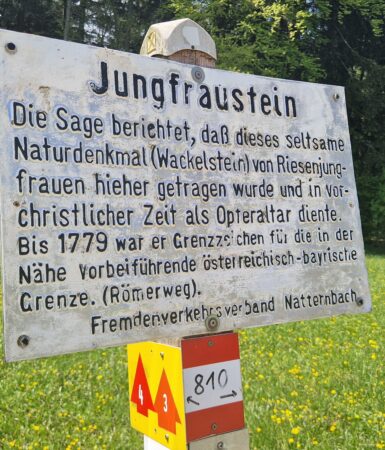 Jungfraustein
Die Sage berichtet, daß dieses seltsame
Naturdenkmal (Wackelstein) von Riesenjung-
frauen hieher getragen wurde und in vor-
christlicher Zeit als Opferaltar diente.
Bis 1779 war er Grenzzeichen für die in der
Nähe vorbeiführende österreichisch-bayrische
Grenze. (Römerweg).
Fremdenverkehrsverband Natternbach
4 3
810